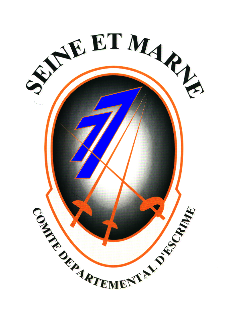 SEINE ET MARNE
77
COMITE DEPARTEMENTAL D'ESCRIME